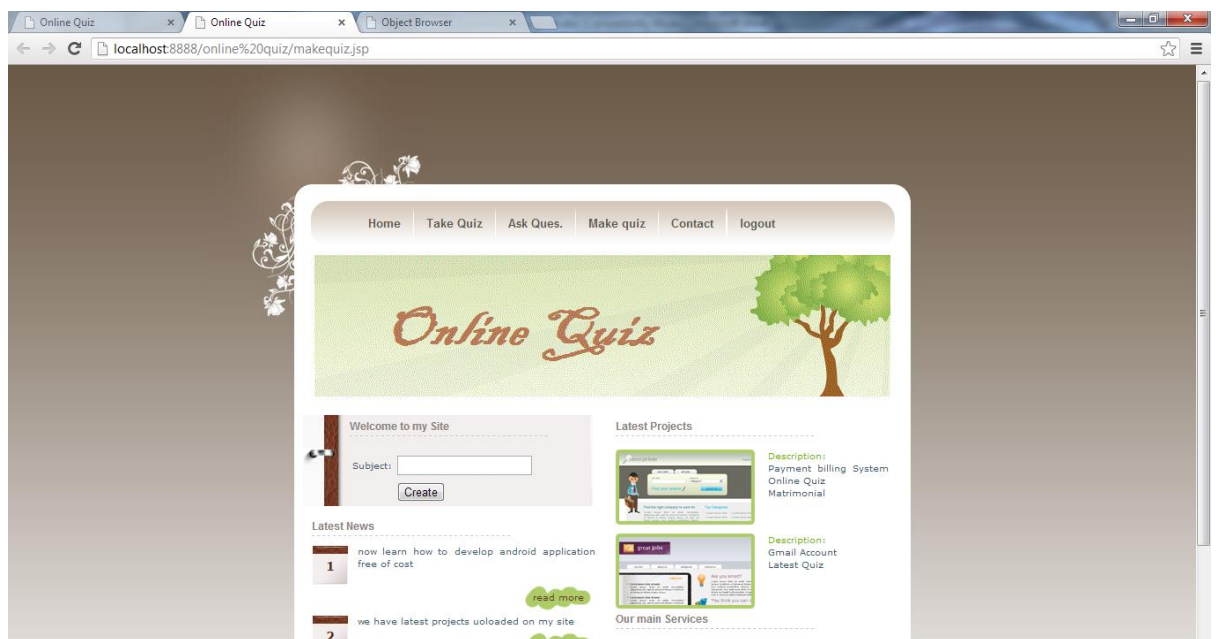 Online Quiz
Online Quiz
Object Browser
localhost:8888/online%20quiz/makequiz.jsp
Home Take Quiz Ask Ques. Make quiz Contact logout
Online Quiz
Welcome to my Site
Subject:
Create
Latest News
1
now learn how to develop android application
free of cost
read more
2
we have latest projects uoloaded on my site
Latest Projects
Description:
Payment billing System
Online Quiz
Matrimonial
great jobs
Description:
Gmail Account
Latest Quiz
Our main Services